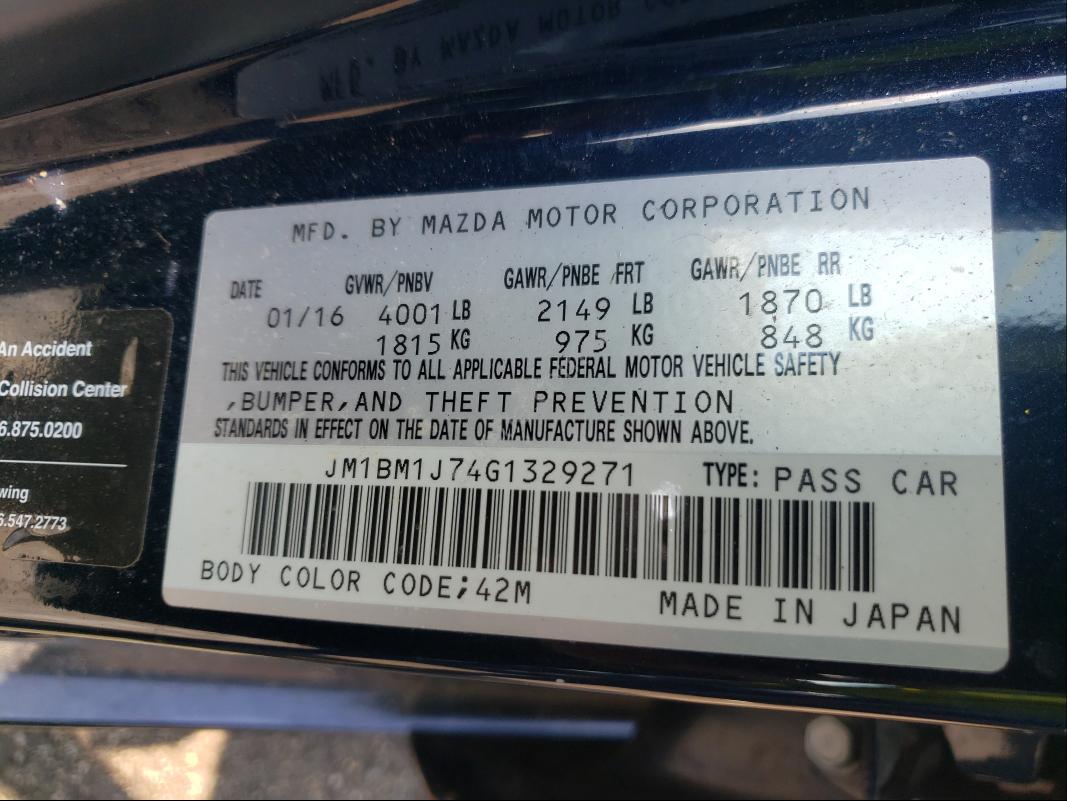 MFD. BY MAZDA MOTOR CORPORATION
DATE GVWR/PNBV GAWR/PNBE FRT GAWR/PNBE RR
01/16 4001 LB 2149 LB 1870 LB
1815 KG 975 KG 848 KG
THIS VEHICLE CONFORMS TO ALL APPLICABLE FEDERAL MOTOR VEHICLE SAFETY
,BUMPER,AND THEFT PREVENTION
STANDARDS IN EFFECT ON THE DATE OF MANUFACTURE SHOWN ABOVE.
JM1BM1J74G1329271 TYPE: PASS CAR
BODY COLOR CODE;42M
MADE IN JAPAN
An Accident
Collision Center
6.875.0200
wing
6.547.2773